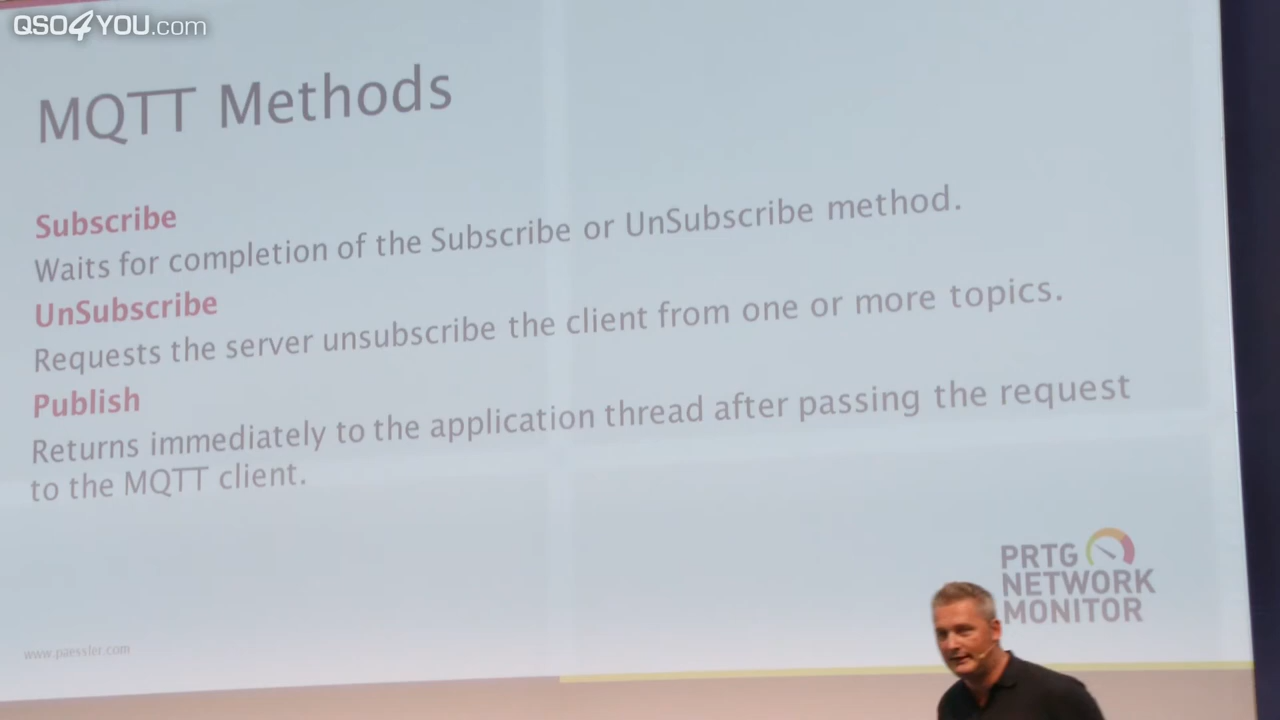 QSO4YOU.com
MQTT Methods
Subscribe
Waits for completion of the Subscribe or UnSubscribe method.
UnSubscribe
Requests the server unsubscribe the client from one or more topics.
Publish
Returns immediately to the application thread after passing the request
to the MQTT client.
PRTG
NETWORK
MONITOR
www.paessler.com